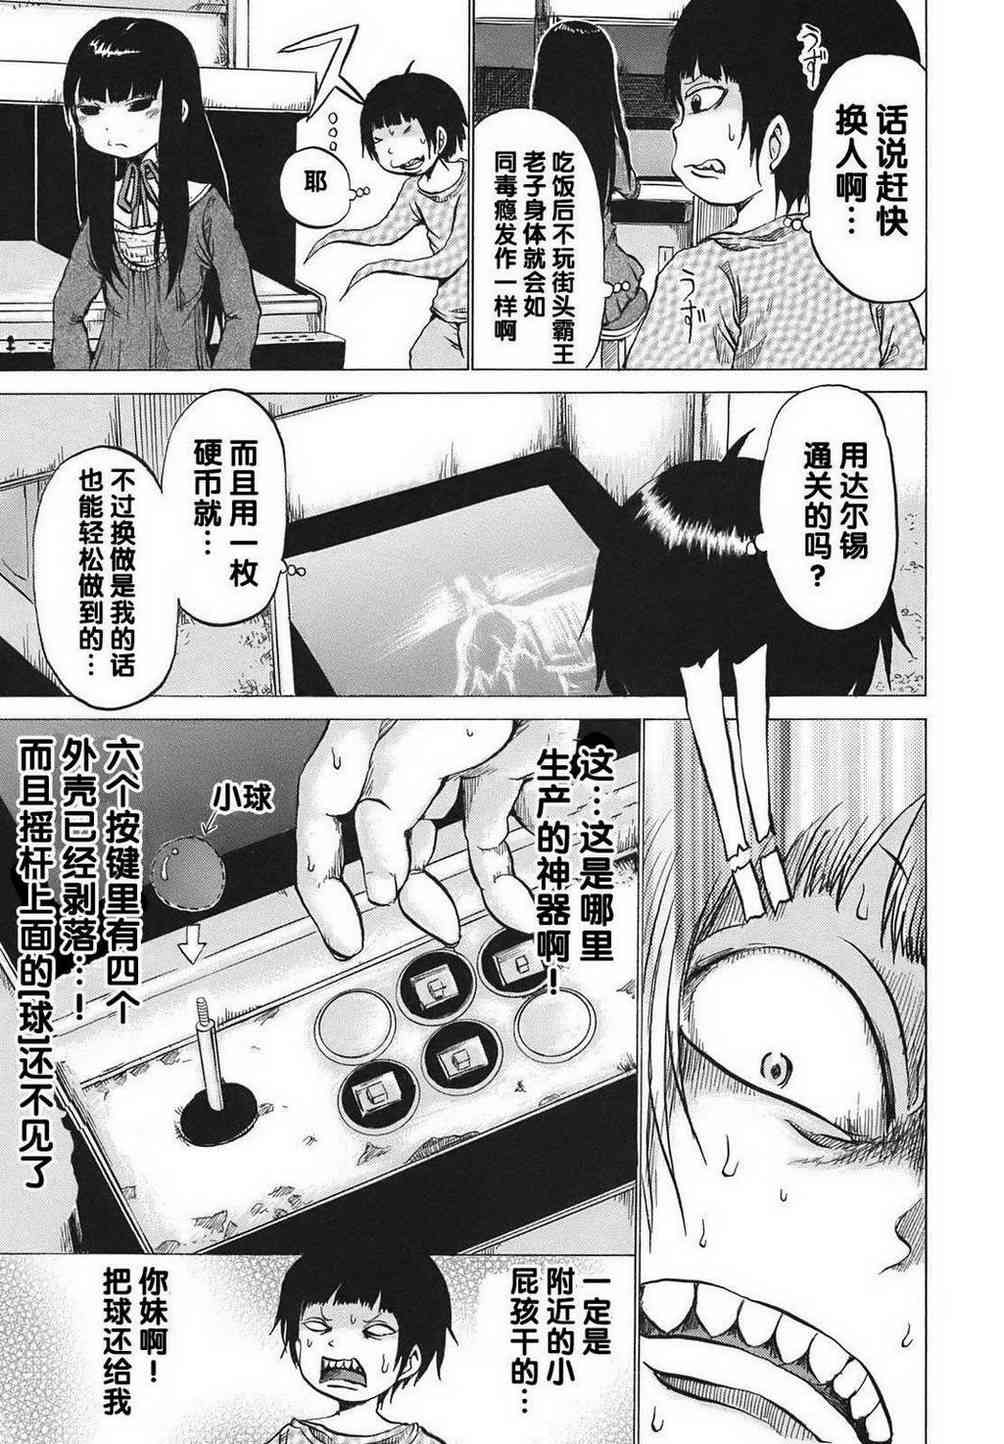 话说赶快
换人啊…
うず
うず
吃饭后不玩街头霸王
老子身体就会如
同毒瘾发作一样啊
ス
耶
用达尔锡
通关的吗?
而且用一枚
硬币就…
不过换做是我的话
也能轻松做到的…
这…这是哪里
生产的神器啊!
小球
六个按键里有四个
外壳已经剥落…!
而且摇杆上面的[球]还不见了
一定是
附近的小
屁孩干的…
你妹啊!
把球还给我